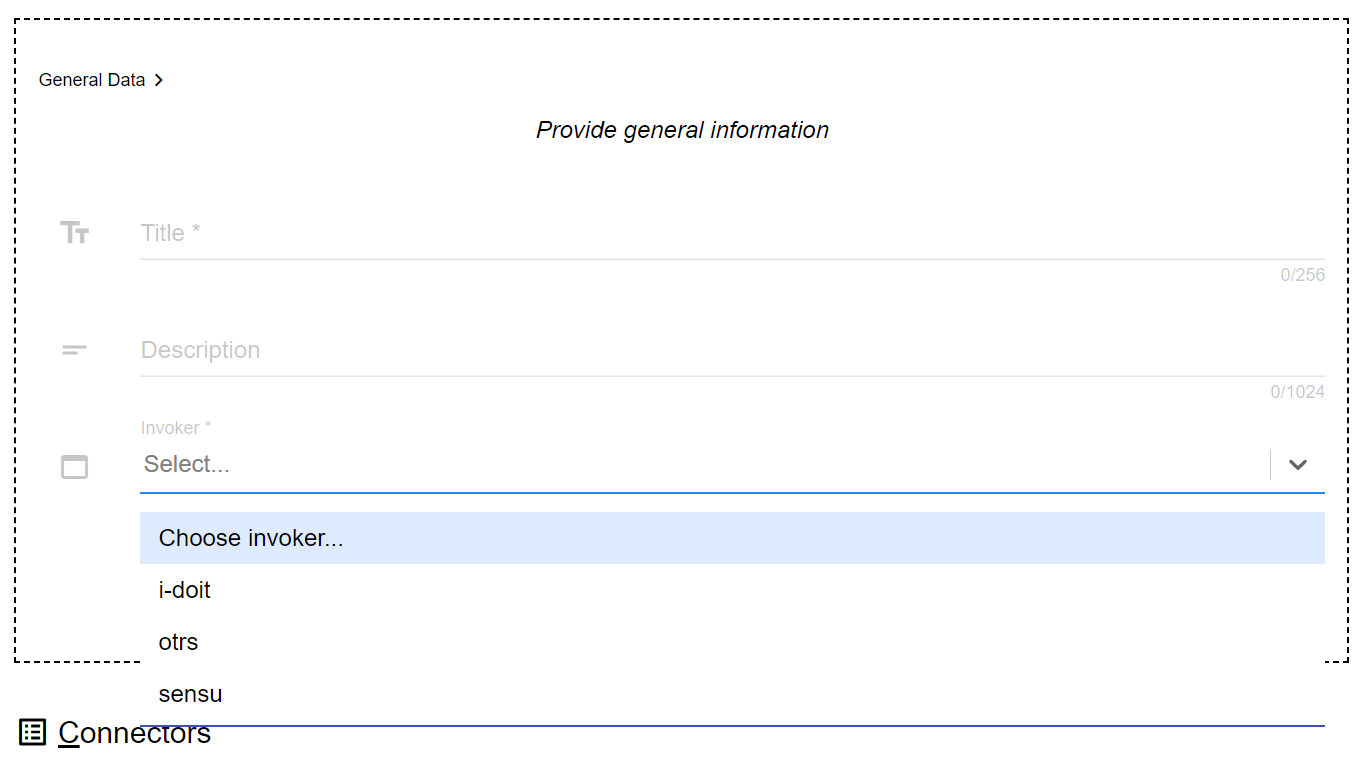 General Data
Provide general information
Title *
0/256
Description
0/1024
Invoker *
Select...
Choose invoker...
i-doit
otrs
sensu
Connectors